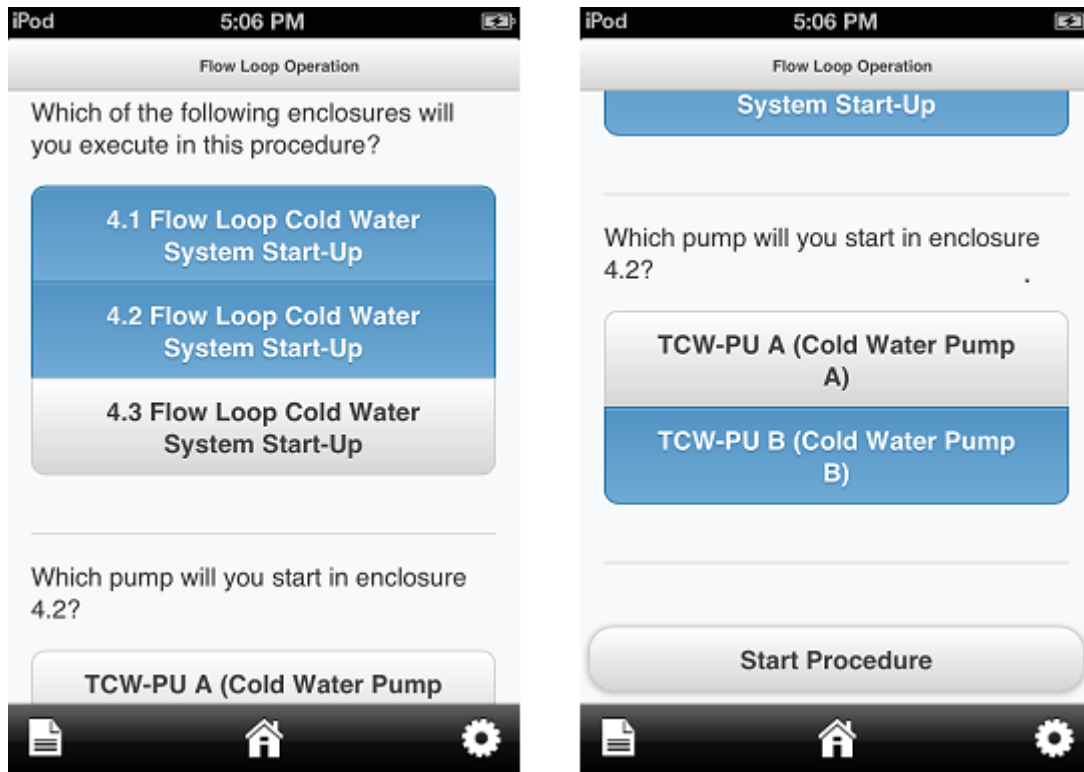 iPod 5:06 PM
Flow Loop Operation
Which of the following enclosures will
you execute in this procedure?
4.1 Flow Loop Cold Water
System Start-Up
4.2 Flow Loop Cold Water
System Start-Up
4.3 Flow Loop Cold Water
System Start-Up
Which pump will you start in enclosure
4.2?
TCW-PU A (Cold Water Pump
iPod 5:06 PM
Flow Loop Operation
System Start-Up
Which pump will you start in enclosure
4.2? .
TCW-PU A (Cold Water Pump
A)
TCW-PU B (Cold Water Pump
B)
Start Procedure